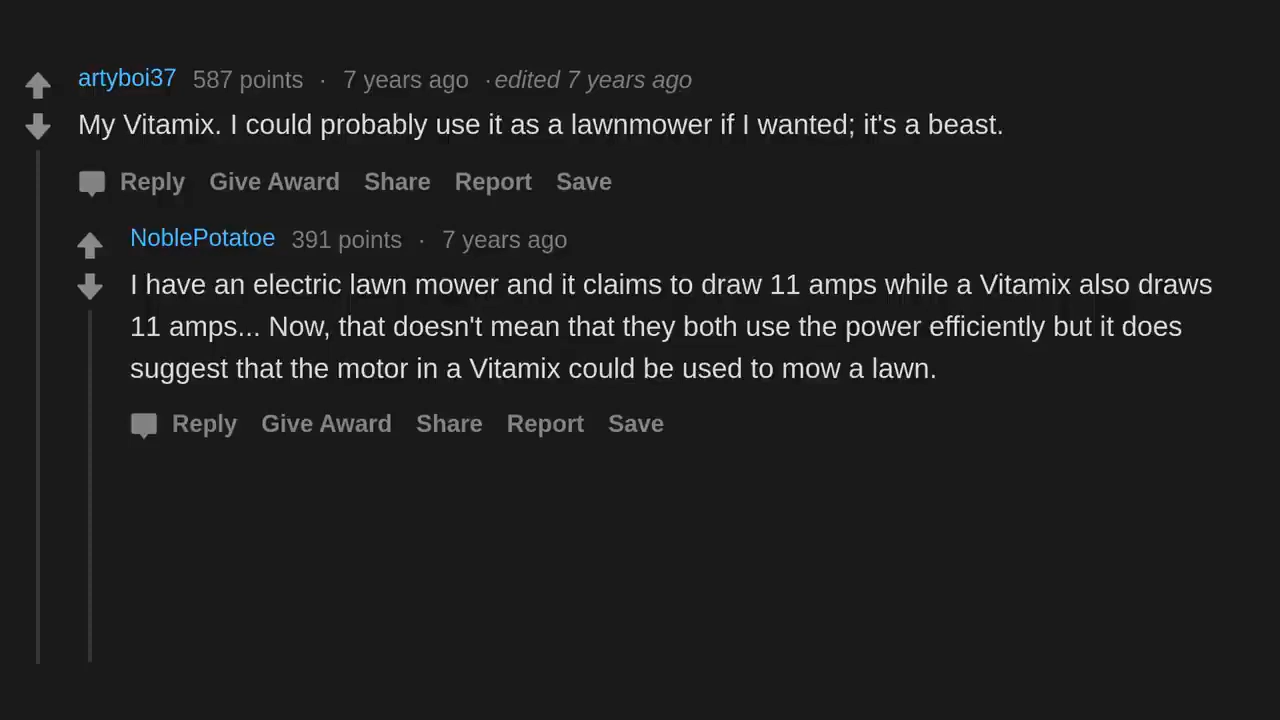 artyboi37 587 points · 7 years ago · edited 7 years ago
My Vitamix. I could probably use it as a lawnmower if I wanted; it's a beast.
Reply Give Award Share Report Save
NoblePotatoe 391 points · 7 years ago
I have an electric lawn mower and it claims to draw 11 amps while a Vitamix also draws
11 amps... Now, that doesn't mean that they both use the power efficiently but it does
suggest that the motor in a Vitamix could be used to mow a lawn.
Reply Give Award Share Report Save